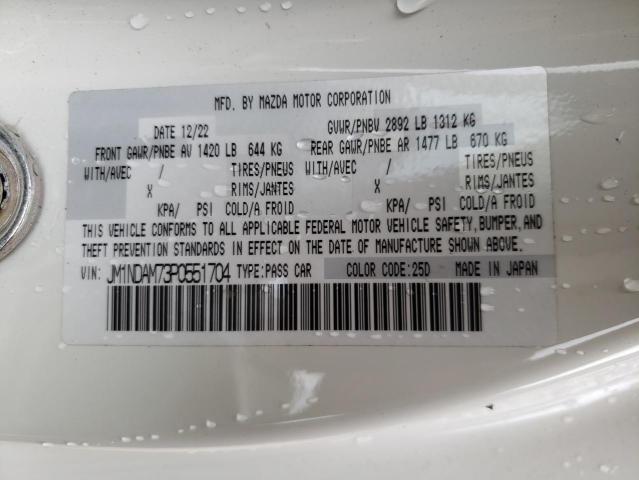 MFD. BY MAZDA MOTOR CORPORATION
DATE 12/22 GVWR/PNBV 2892 LB 1312 KG
FRONT GAWR/PNBE AV 1420 LB 644 KG REAR GAWR/PNBE AR 1477 LB 670 KG
WITH/AVEC / TIRES/PNEUS WITH/AVEC / TIRES/PNEUS
X RIMS/JANTES X RIMS/JANTES
KPA/ PSI COLD/A FROID KPA/ PSI COLD/A FROID
THIS VEHICLE CONFORMS TO ALL APPLICABLE FEDERAL MOTOR VEHICLE SAFETY, BUMPER, AND
THEFT PREVENTION STANDARDS IN EFFECT ON THE DATE OF MANUFACTURE SHOWN ABOVE.
VIN: JM1NDAM73P0551704 TYPE:PASS CAR COLOR CODE:25D MADE IN JAPAN